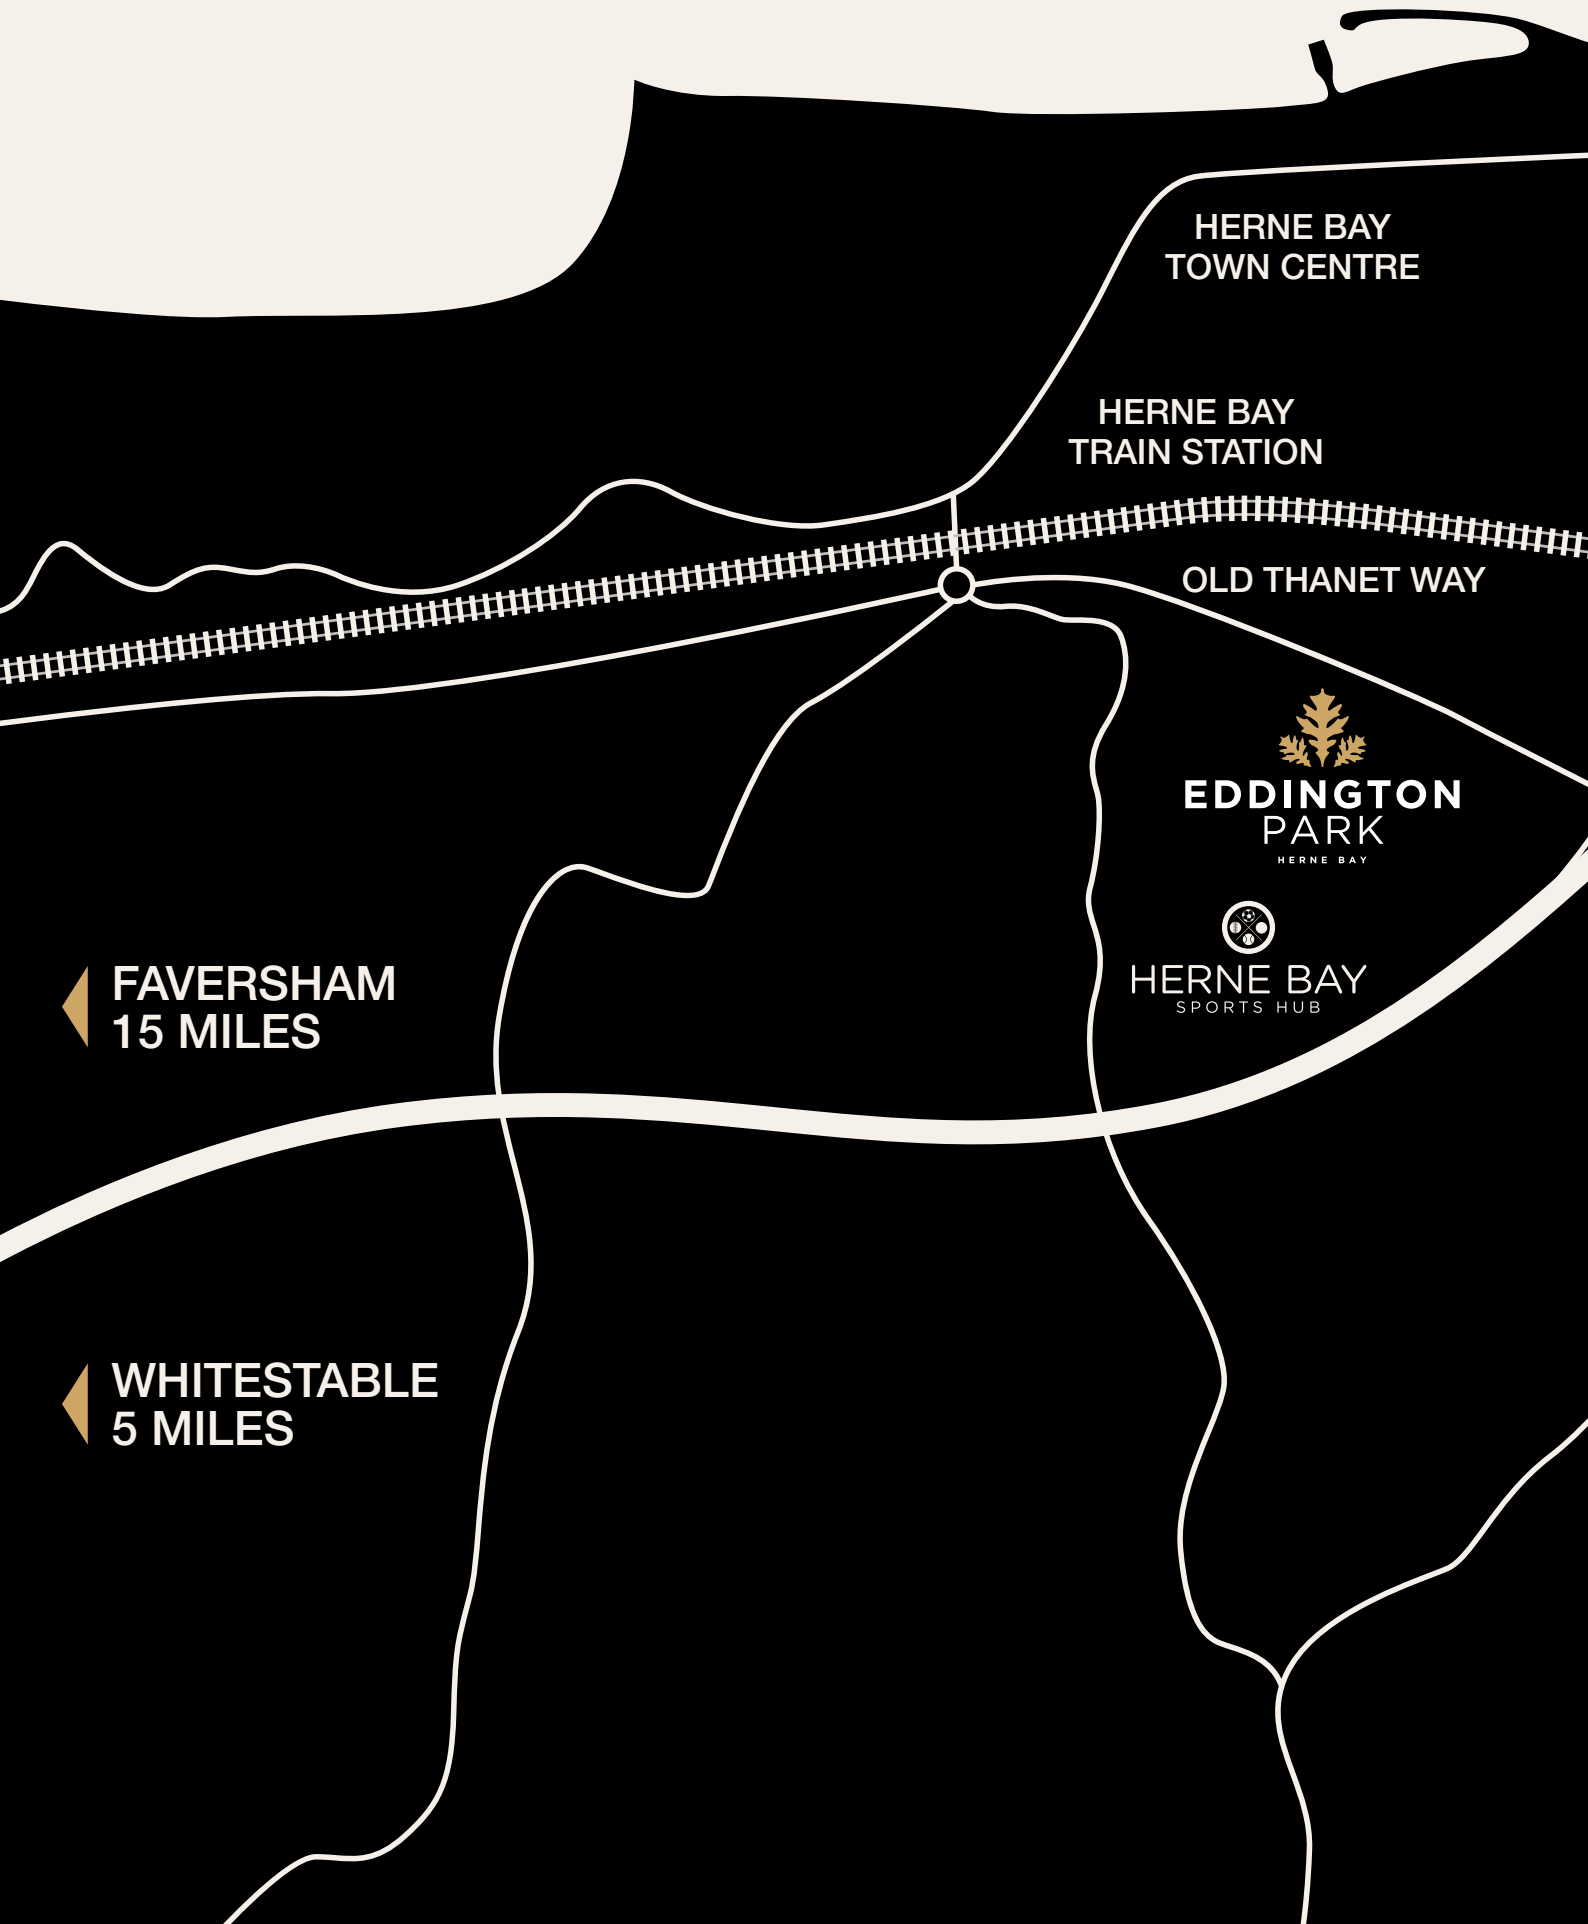 HERNE BAY
TOWN CENTRE
HERNE BAY
TRAIN STATION
OLD THANET WAY
EDDINGTON
PARK
HERNE BAY
HERNE BAY
SPORTS HUB
FAVERSHAM
15 MILES
WHITESTABLE
5 MILES